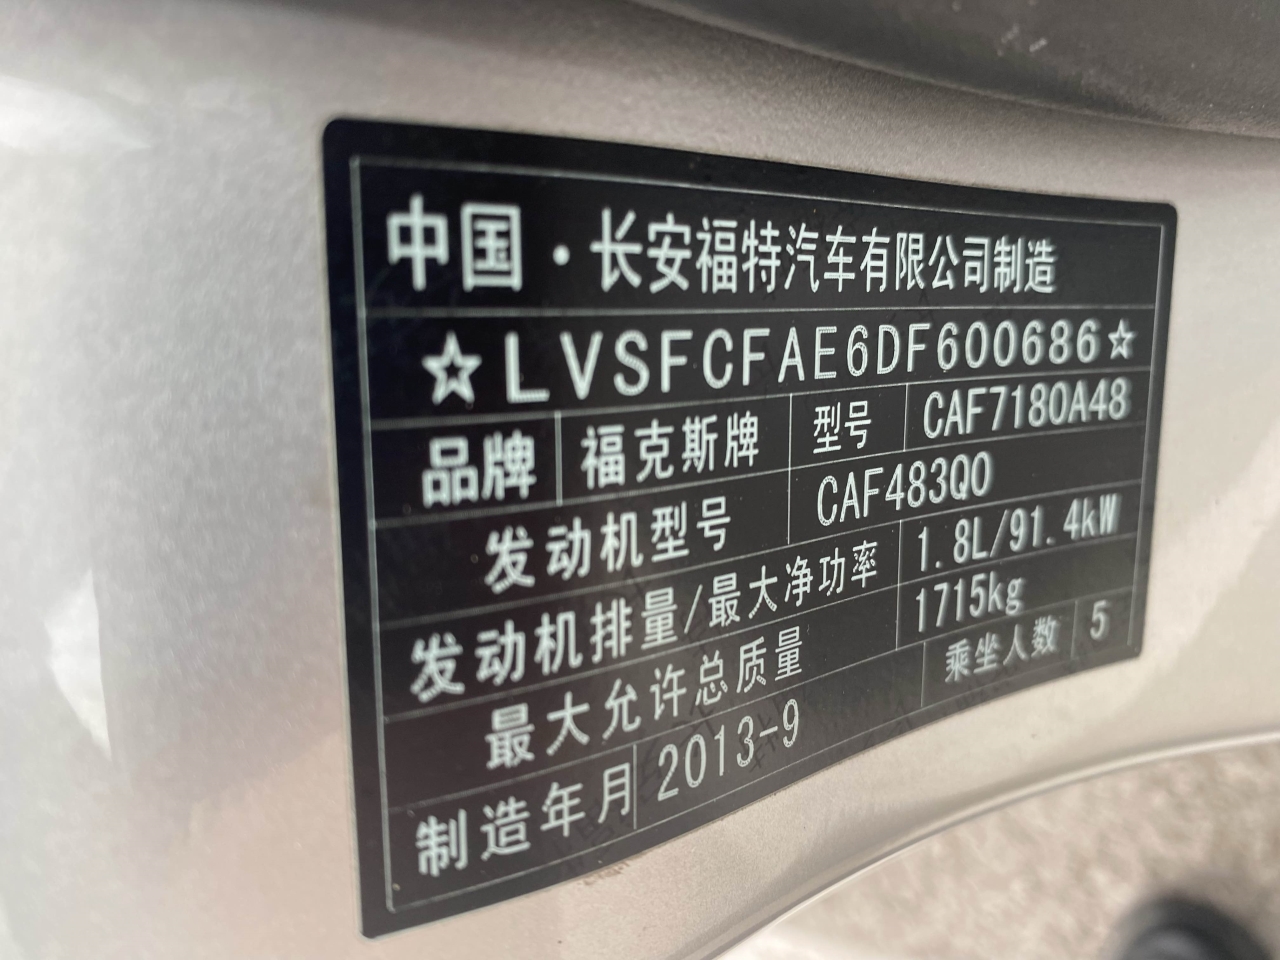 中国·长安福特汽车有限公司制造
☆LVSFCFAE6DF600686☆
品牌 福克斯牌 型号 CAF7180A48
发动机型号 CAF483Q0
发动机排量/最大净功率 1.8L/91.4kW
最大允许总质量 1715kg
制造年月 2013-9 乘坐人数 5